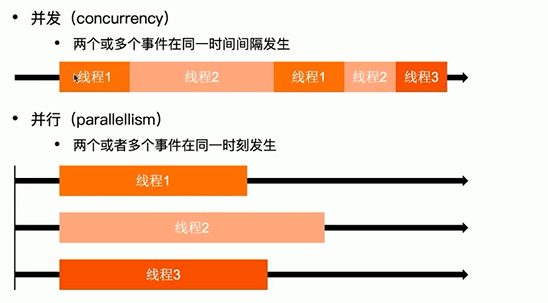 并发（concurrency）
两个或多个事件在同一时间间隔发生
线程1 线程2 线程1 线程2 线程3
并行（parallellism）
两个或者多个事件在同一时刻发生
线程1
线程2
线程3